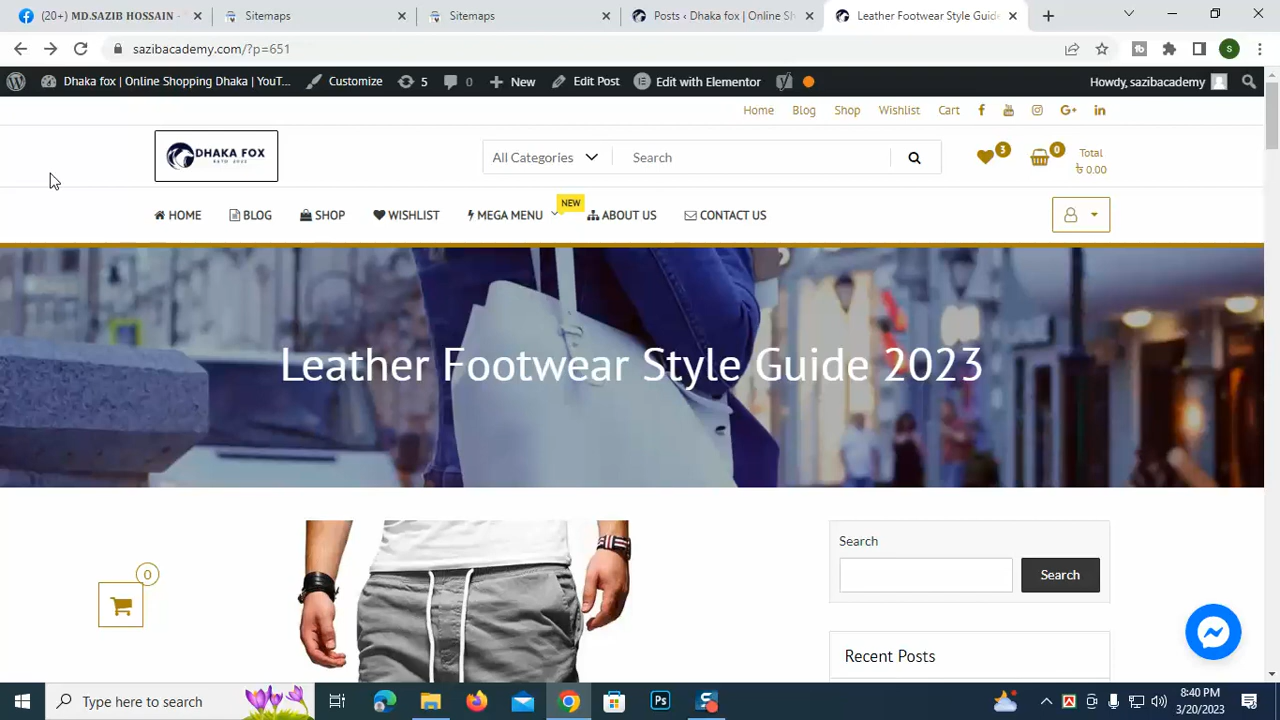 (20+) MD.SAZIB HOSSAIN -
Sitemaps
Sitemaps
Posts ‹ Dhaka fox | Online Sh
Leather Footwear Style Guide
sazibacademy.com/?p=651
S
Dhaka fox | Online Shopping Dhaka | YouT...
Customize
5
0
New
Edit Post
Edit with Elementor
Howdy, sazibacademy
Home
Blog
Shop
Wishlist
Cart
DHAKA FOX
All Categories
Search
3
0
Total
৳ 0.00
HOME
BLOG
SHOP
WISHLIST
MEGA MENU
NEW
ABOUT US
CONTACT US
Leather Footwear Style Guide 2023
0
Search
Search
Recent Posts
Type here to search
8:40 PM
3/20/2023